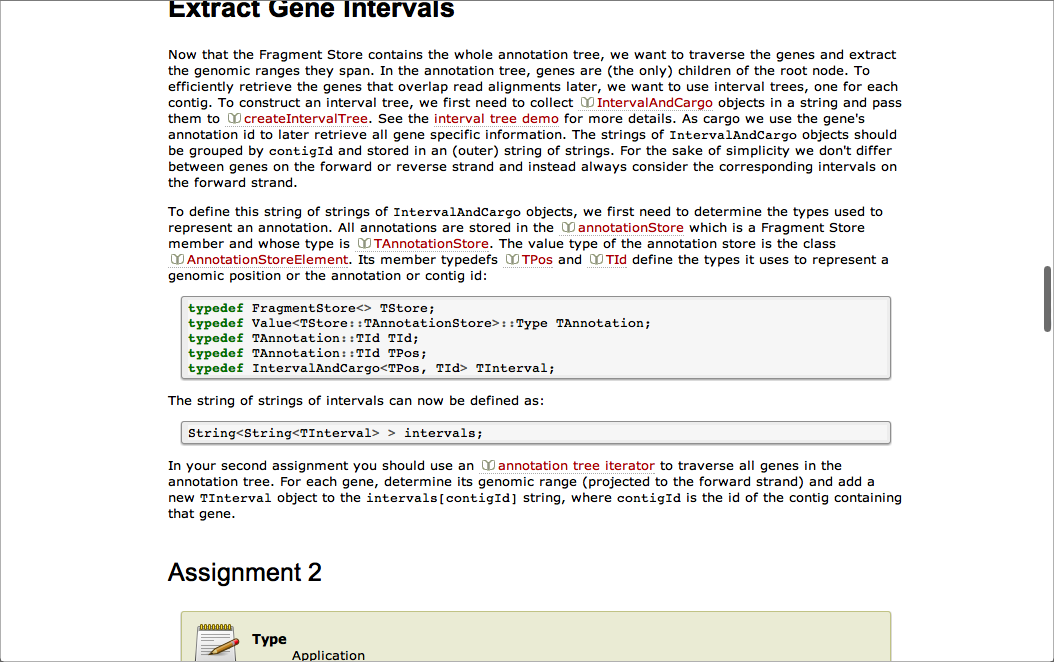 Extract Gene Intervals
Now that the Fragment Store contains the whole annotation tree, we want to traverse the genes and extract
the genomic ranges they span. In the annotation tree, genes are (the only) children of the root node. To
efficiently retrieve the genes that overlap read alignments later, we want to use interval trees, one for each
contig. To construct an interval tree, we first need to collect IntervalAndCargo objects in a string and pass
them to createIntervalTree. See the interval tree demo for more details. As cargo we use the gene's
annotation id to later retrieve all gene specific information. The strings of IntervalAndCargo objects should
be grouped by contigId and stored in an (outer) string of strings. For the sake of simplicity we don't differ
between genes on the forward or reverse strand and instead always consider the corresponding intervals on
the forward strand.
To define this string of strings of IntervalAndCargo objects, we first need to determine the types used to
represent an annotation. All annotations are stored in the annotationStore which is a Fragment Store
member and whose type is TAnnotationStore. The value type of the annotation store is the class
AnnotationStoreElement. Its member typedefs TPos and TId define the types it uses to represent a
genomic position or the annotation or contig id:
typedef FragmentStore<> TStore;
typedef Value<TStore::TAnnotationStore>::Type TAnnotation;
typedef TAnnotation::TId TId;
typedef TAnnotation::TId TPos;
typedef IntervalAndCargo<TPos, TId> TInterval;
The string of strings of intervals can now be defined as:
String<String<TInterval> > intervals;
In your second assignment you should use an annotation tree iterator to traverse all genes in the
annotation tree. For each gene, determine its genomic range (projected to the forward strand) and add a
new TInterval object to the intervals[contigId] string, where contigId is the id of the contig containing
that gene.
Assignment 2
Type
Application